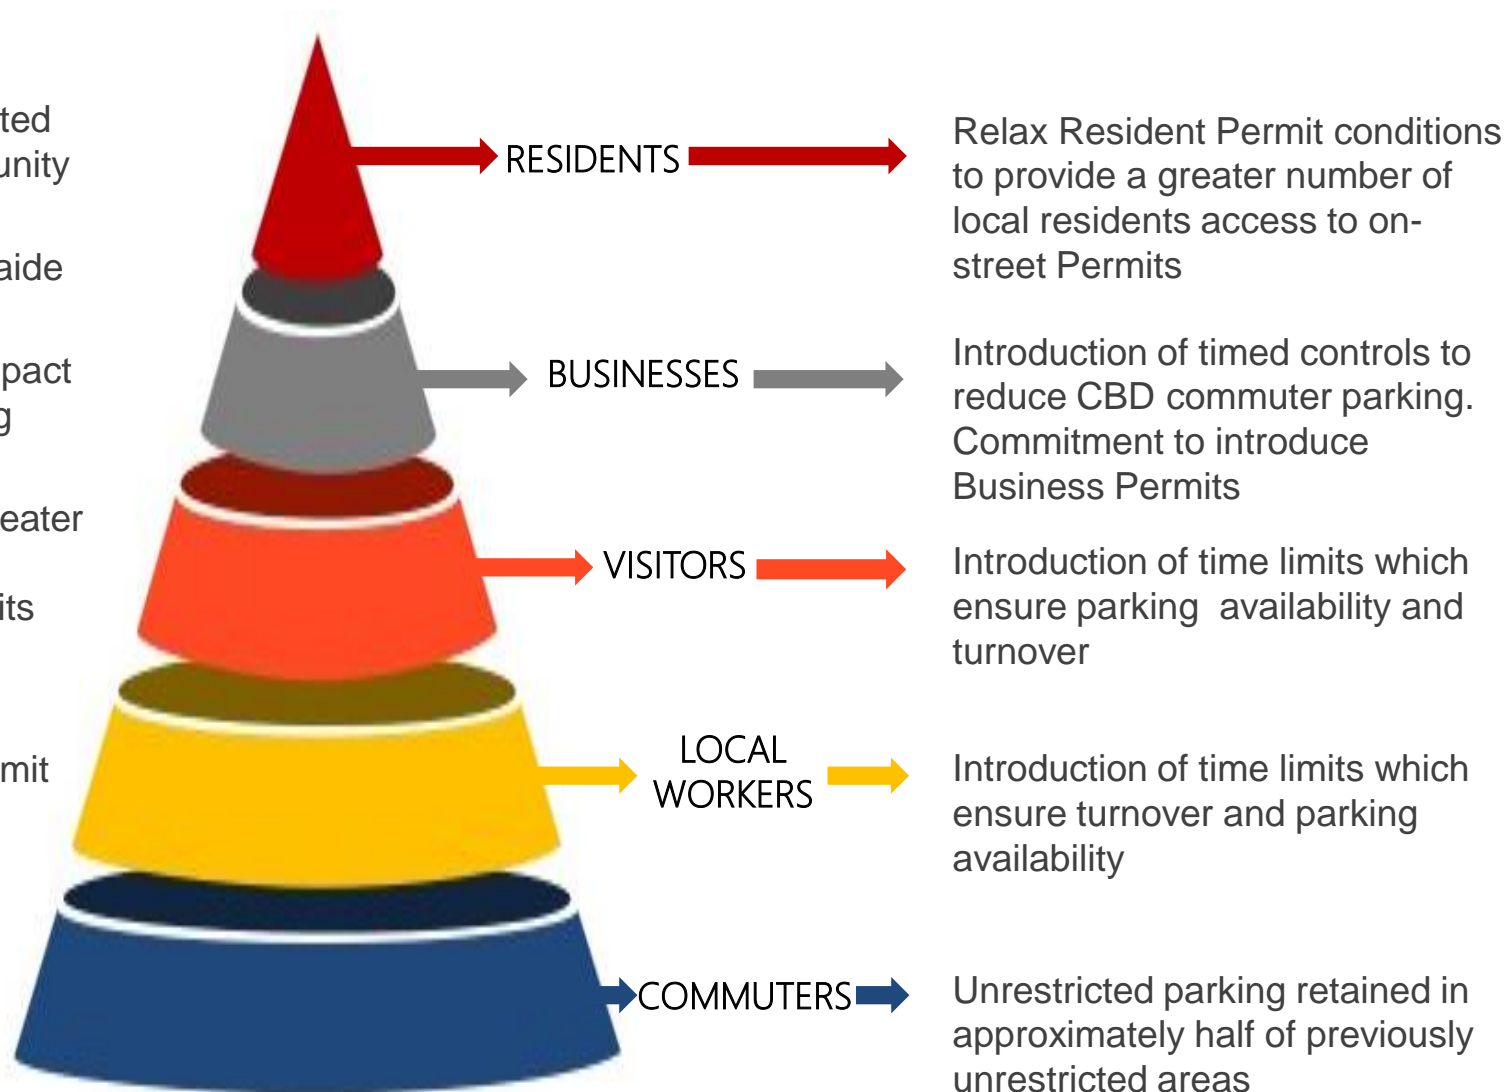 ted
unity
aide
pact
g
eater
its
mit
RESIDENTS
Relax Resident Permit conditions
to provide a greater number of
local residents access to on-
street Permits
BUSINESSES
Introduction of timed controls to
reduce CBD commuter parking.
Commitment to introduce
Business Permits
VISITORS
Introduction of time limits which
ensure parking availability and
turnover
LOCAL
WORKERS
Introduction of time limits which
ensure turnover and parking
availability
COMMUTERS
Unrestricted parking retained in
approximately half of previously
unrestricted areas